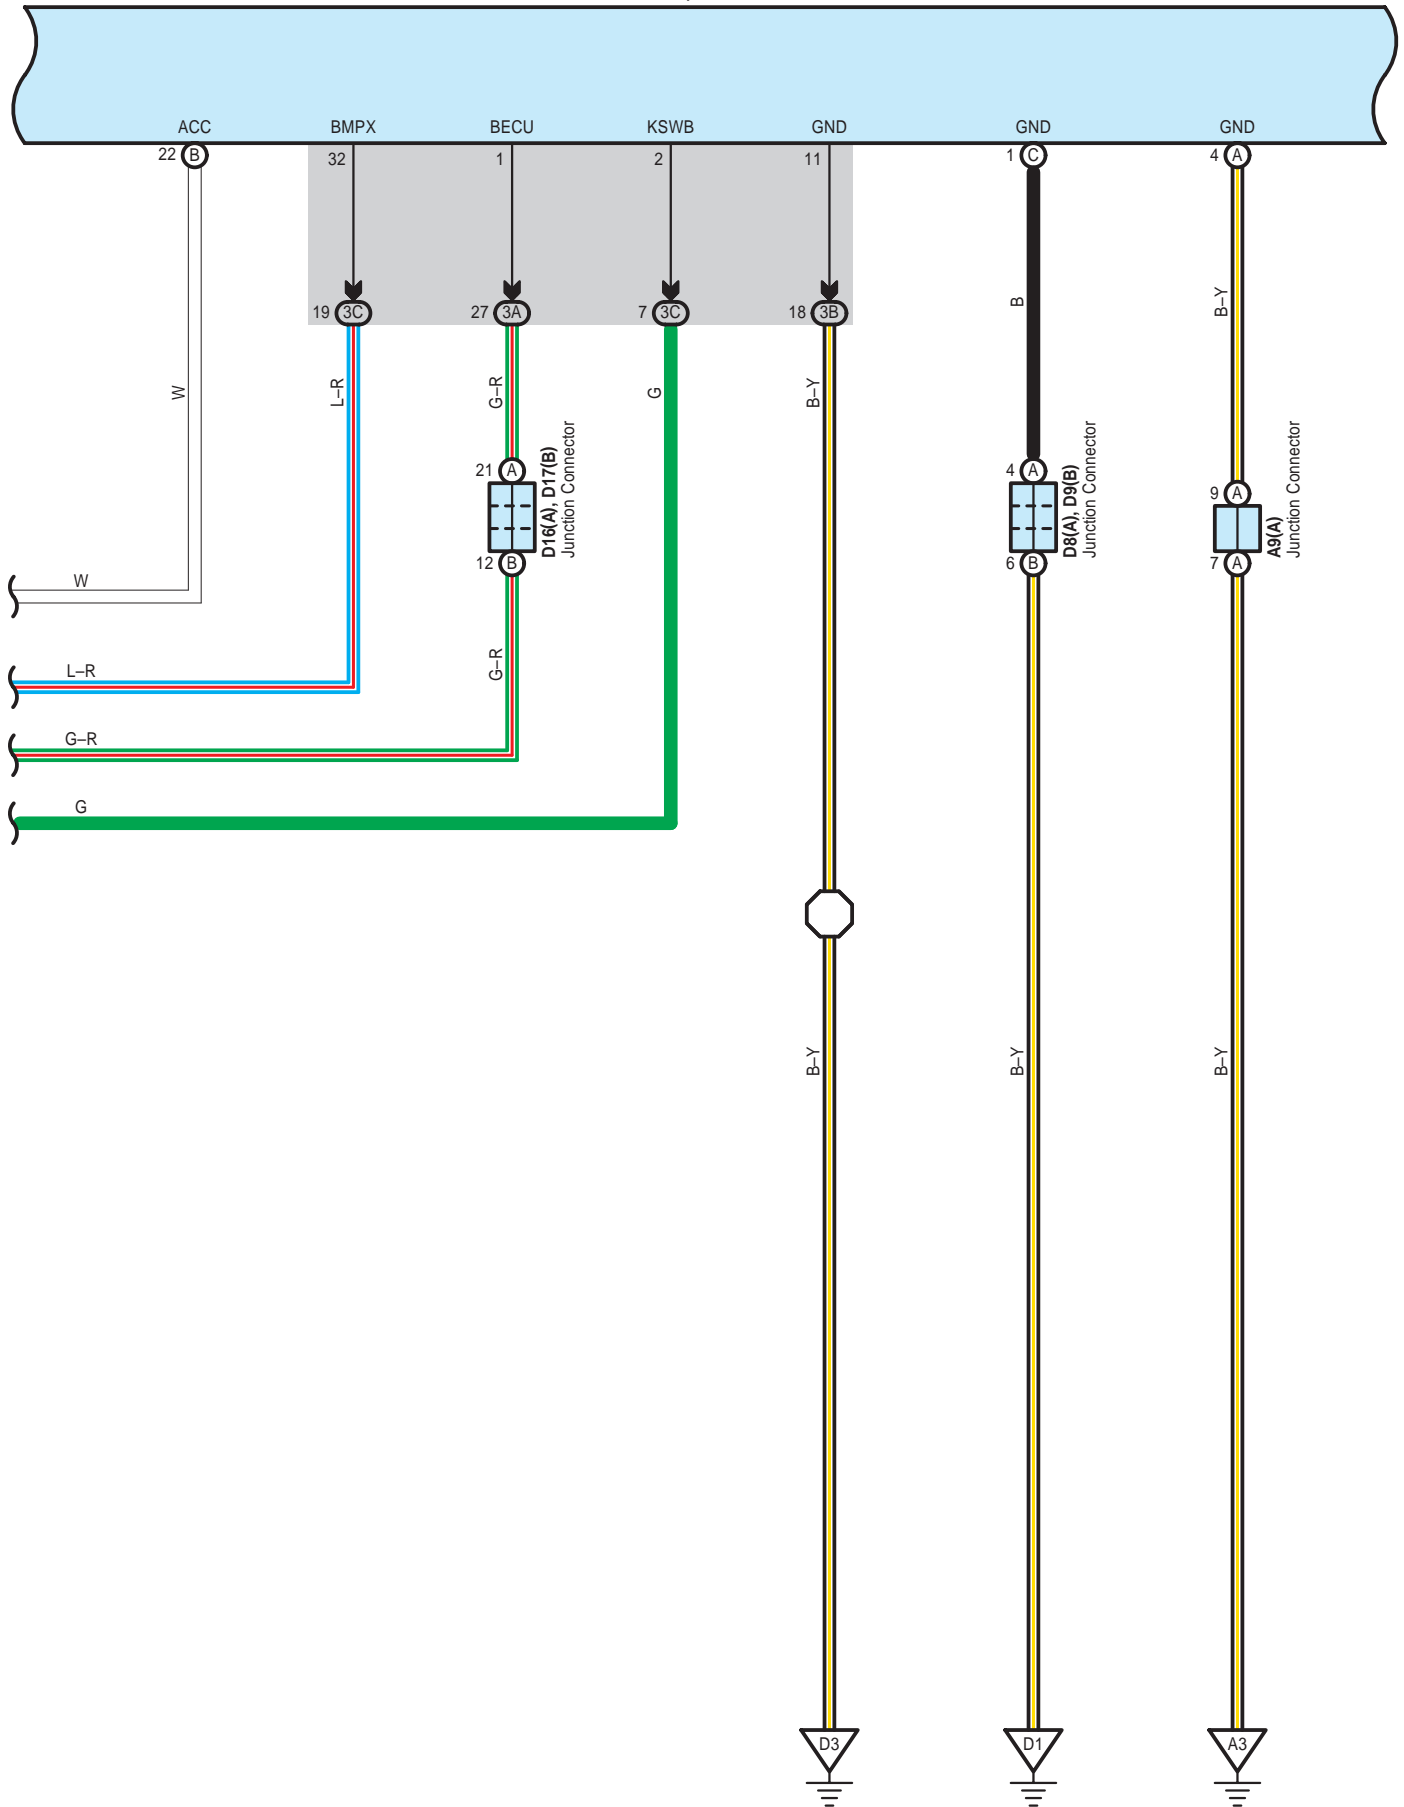 ACC BMPX BECU KSWB GND GND GND
22 B 32 1 2 11 1 C 4 A
19 3C 27 3A 7 3C 18 3B
B B–Y
W L–R G–R G B–Y
21 A 4 A
9 A
D16(A), D17(B)
Junction Connector
D8(A), D9(B)
Junction Connector
A9(A)
Junction Connector
12 B 6 B 7 A
W
G–R
L–R
G–R
G
B–Y B–Y B–Y
D3 D1 A3